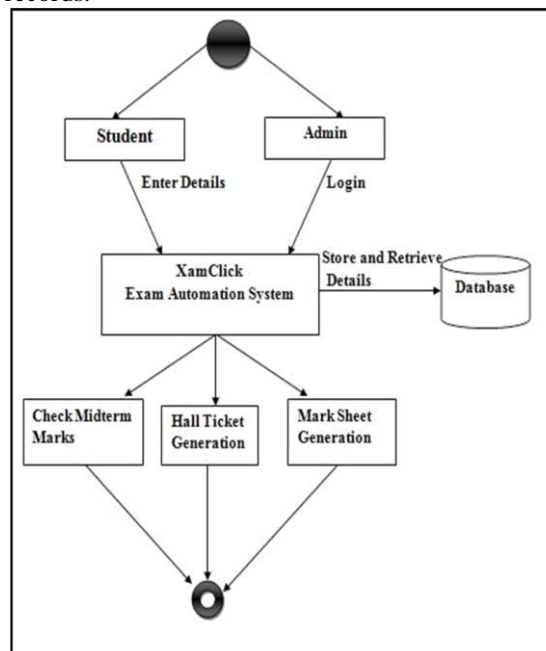 records.
Student
Admin
Enter Details
Login
XamClick
Exam Automation System
Store and Retrieve
Details
Database
Check Midterm
Marks
Hall Ticket
Generation
Mark Sheet
Generation